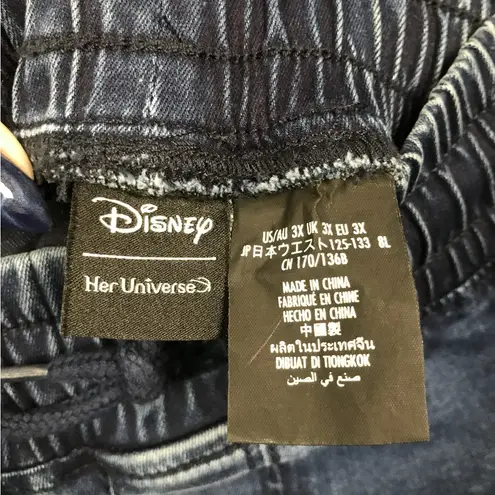 Disney
Her Universe
US/AU 3X UK 3X EU 3X
JP日本ウエスト125-133 8L
CN 170/136B
MADE IN CHINA
FABRIQUÉ EN CHINE
HECHO EN CHINA
中國製
ผลิตในประเทศจีน
DIBUAT DI TIONGKOK
صنع في الصين